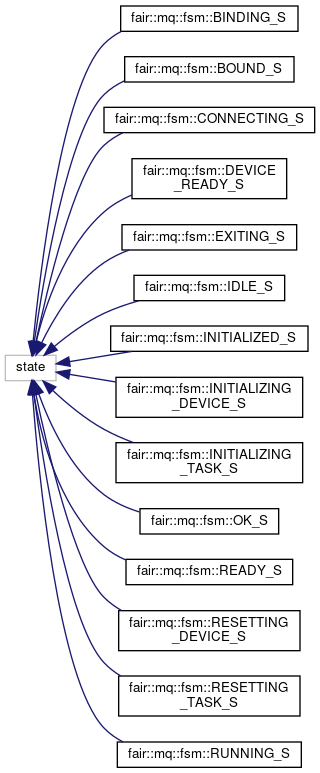 fair::mq::fsm::BINDING_S
fair::mq::fsm::BOUND_S
fair::mq::fsm::CONNECTING_S
fair::mq::fsm::DEVICE
_READY_S
fair::mq::fsm::EXITING_S
fair::mq::fsm::IDLE_S
fair::mq::fsm::INITIALIZED_S
state
fair::mq::fsm::INITIALIZING
_DEVICE_S
fair::mq::fsm::INITIALIZING
_TASK_S
fair::mq::fsm::OK_S
fair::mq::fsm::READY_S
fair::mq::fsm::RESETTING
_DEVICE_S
fair::mq::fsm::RESETTING
_TASK_S
fair::mq::fsm::RUNNING_S